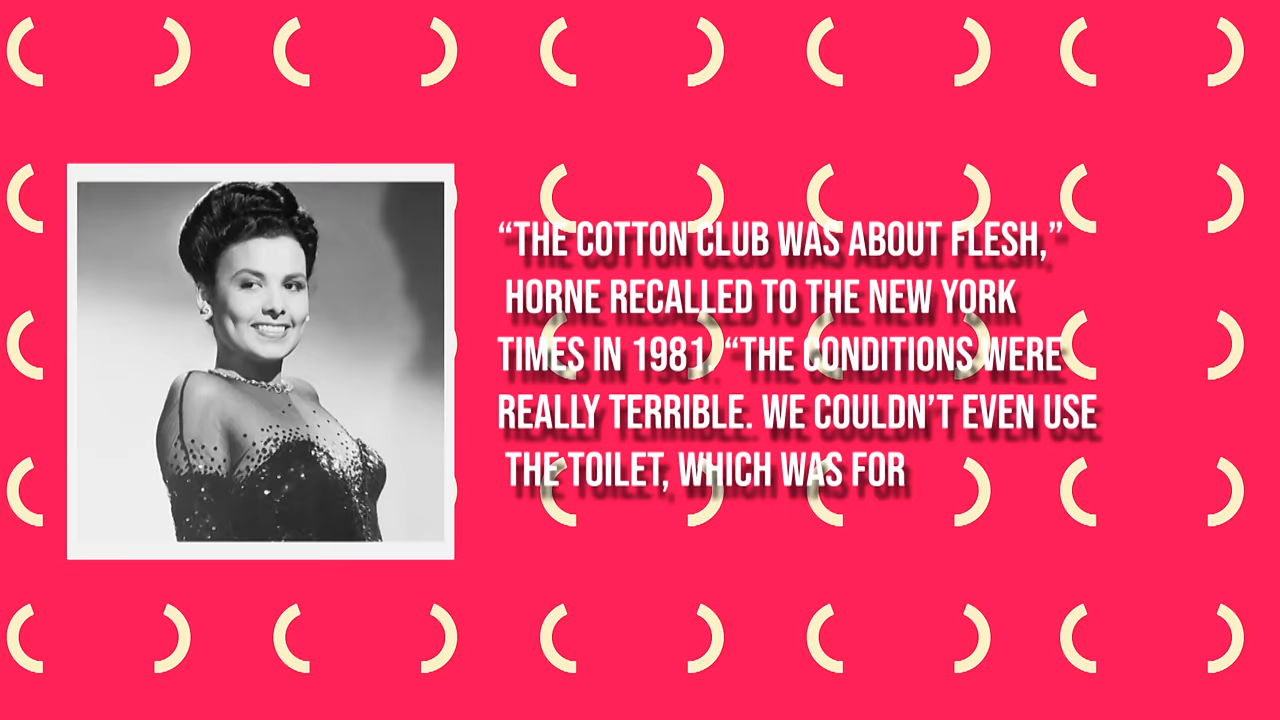 “THE COTTON CLUB WAS ABOUT FLESH,”
HORNE RECALLED TO THE NEW YORK
TIMES IN 1981. “THE CONDITIONS WERE
REALLY TERRIBLE. WE COULDN’T EVEN USE
THE TOILET, WHICH WAS FOR